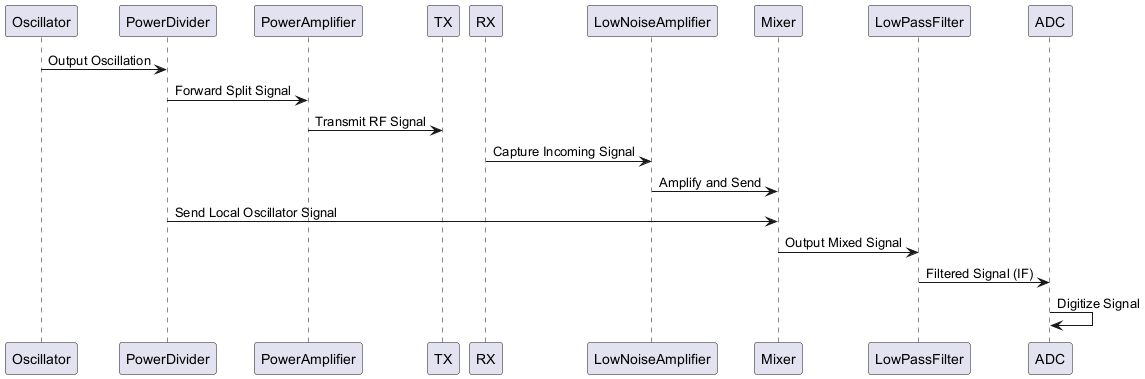 Oscillator PowerDivider PowerAmplifier TX RX LowNoiseAmplifier Mixer LowPassFilter ADC
Output Oscillation
Forward Split Signal
Transmit RF Signal
Capture Incoming Signal
Amplify and Send
Send Local Oscillator Signal
Output Mixed Signal
Filtered Signal (IF)
Digitize Signal
Oscillator PowerDivider PowerAmplifier TX RX LowNoiseAmplifier Mixer LowPassFilter ADC